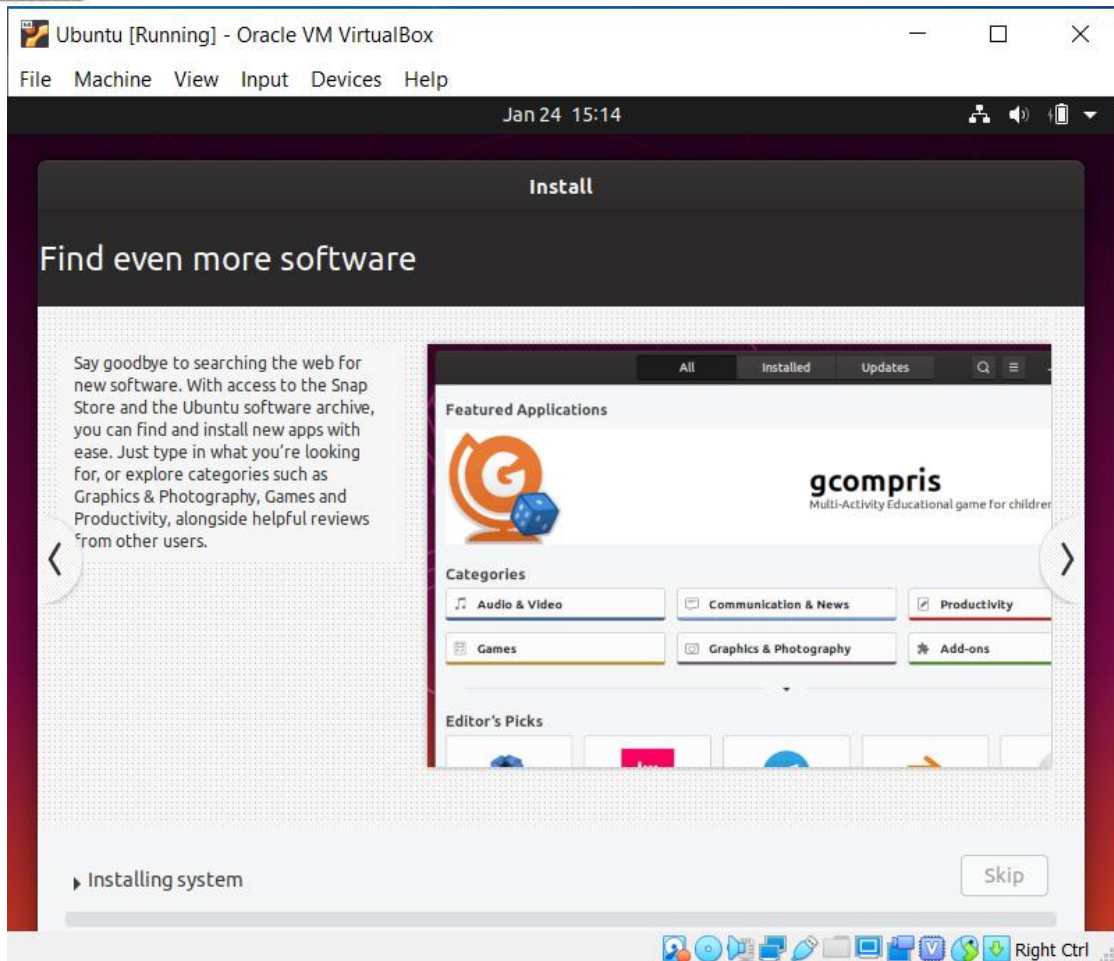 Ubuntu [Running] - Oracle VM VirtualBox
File Machine View Input Devices Help
Jan 24 15:14
Install
Find even more software
Say goodbye to searching the web for
new software. With access to the Snap
Store and the Ubuntu software archive,
you can find and install new apps with
ease. Just type in what you're looking
for, or explore categories such as
Graphics & Photography, Games and
Productivity, alongside helpful reviews
from other users.
All Installed Updates
Featured Applications
gcompris
Multi-Activity Educational game for children
Categories
Audio & Video Communication & News Productivity
Games Graphics & Photography Add-ons
Editor's Picks
Installing system
Skip
Right Ctrl